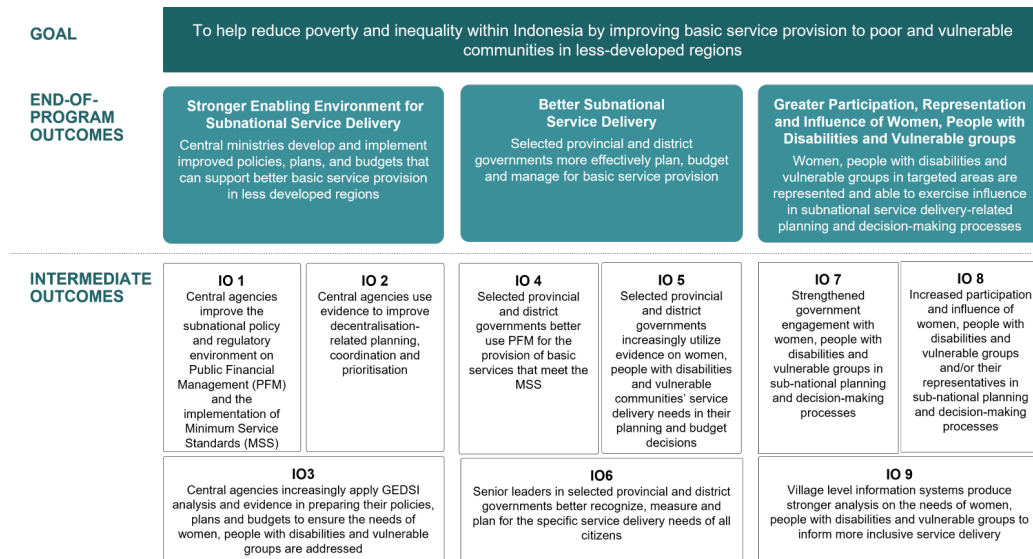 GOAL
To help reduce poverty and inequality within Indonesia by improving basic service provision to poor and vulnerable
communities in less-developed regions
END-OF-
PROGRAM
OUTCOMES
Stronger Enabling Environment for
Subnational Service Delivery
Central ministries develop and implement
improved policies, plans, and budgets that
can support better basic service provision
in less developed regions
Better Subnational
Service Delivery
Selected provincial and district
governments more effectively plan, budget
and manage for basic service provision
Greater Participation, Representation
and Influence of Women, People with
Disabilities and Vulnerable groups
Women, people with disabilities and
vulnerable groups in targeted areas are
represented and able to exercise influence
in subnational service delivery-related
planning and decision-making processes
INTERMEDIATE
OUTCOMES
IO 1
Central agencies
improve the
subnational policy
and regulatory
environment on
Public Financial
Management (PFM)
and the
implementation of
Minimum Service
Standards (MSS)
IO 2
Central agencies use
evidence to improve
decentralisation-
related planning,
coordination and
prioritisation
IO3
Central agencies increasingly apply GEDSI
analysis and evidence in preparing their policies,
plans and budgets to ensure the needs of
women, people with disabilities and vulnerable
groups are addressed
IO 4
Selected provincial
and district
governments better
use PFM for the
provision of basic
services that meet the
MSS
IO 5
Selected provincial
and district
governments
increasingly utilize
evidence on women,
people with disabilities
and vulnerable
communities' service
delivery needs in their
planning and budget
decisions
IO6
Senior leaders in selected provincial and district
governments better recognize, measure and
plan for the specific service delivery needs of all
citizens
IO 7
Strengthened
government
engagement with
women, people with
disabilities and
vulnerable groups in
sub-national planning
and decision-making
processes
IO 8
Increased participation
and influence of
women, people with
disabilities and
vulnerable groups
and/or their
representatives in
sub-national planning
and decision-making
processes
IO 9
Village level information systems produce
stronger analysis on the needs of women,
people with disabilities and vulnerable groups to
inform more inclusive service delivery